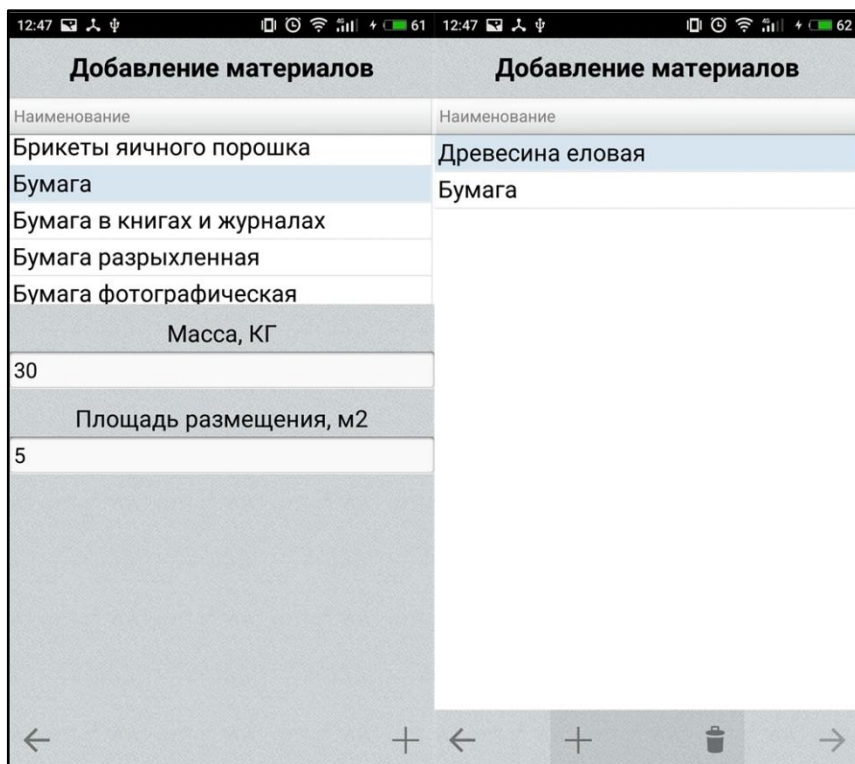 12:47 61
Добавление материалов
Наименование
Брикеты яичного порошка
Бумага
Бумага в книгах и журналах
Бумага разрыхленная
Бумага фотографическая
Масса, КГ
30
Площадь размещения, м2
5
12:47 62
Добавление материалов
Наименование
Древесина еловая
Бумага